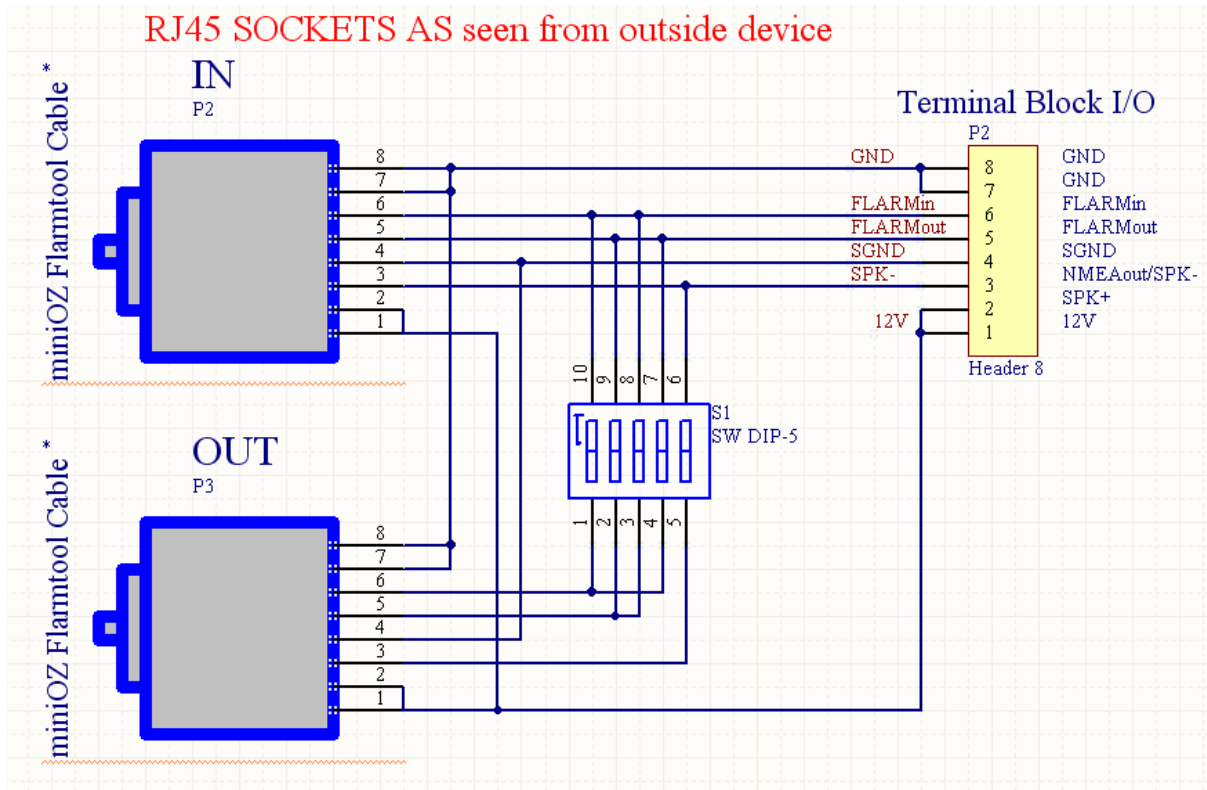 RJ45 SOCKETS AS seen from outside device
miniOZ Flarmtool Cable *
IN
P2
8
7
6
5
4
3
2
1
Terminal Block I/O
P2
GND
8
GND
7
GND
FLARMin
6
FLARMin
FLARMout
5
FLARMout
SGND
4
SGND
SPK-
3
NMEAout/SPK-
2
SPK+
12V
1
12V
Header 8
10
9
8
7
6
S1
SW DIP-5
1
2
3
4
5
miniOZ Flarmtool Cable *
OUT
P3
8
7
6
5
4
3
2
1